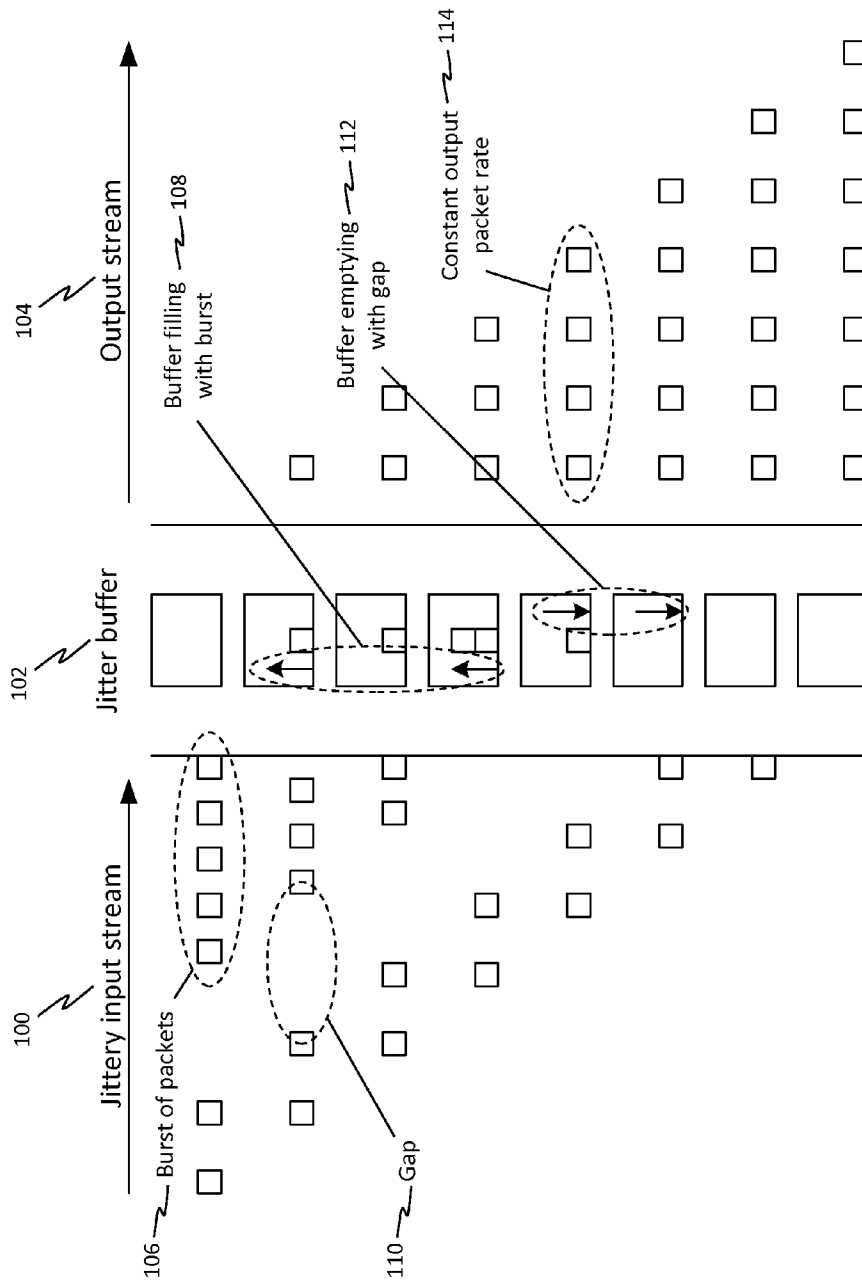 100
102
104
Jittery input stream
Jitter buffer
Output stream
106
Burst of packets
Buffer filling
with burst
108
110
Gap
Buffer emptying
with gap
112
Constant output
packet rate
114